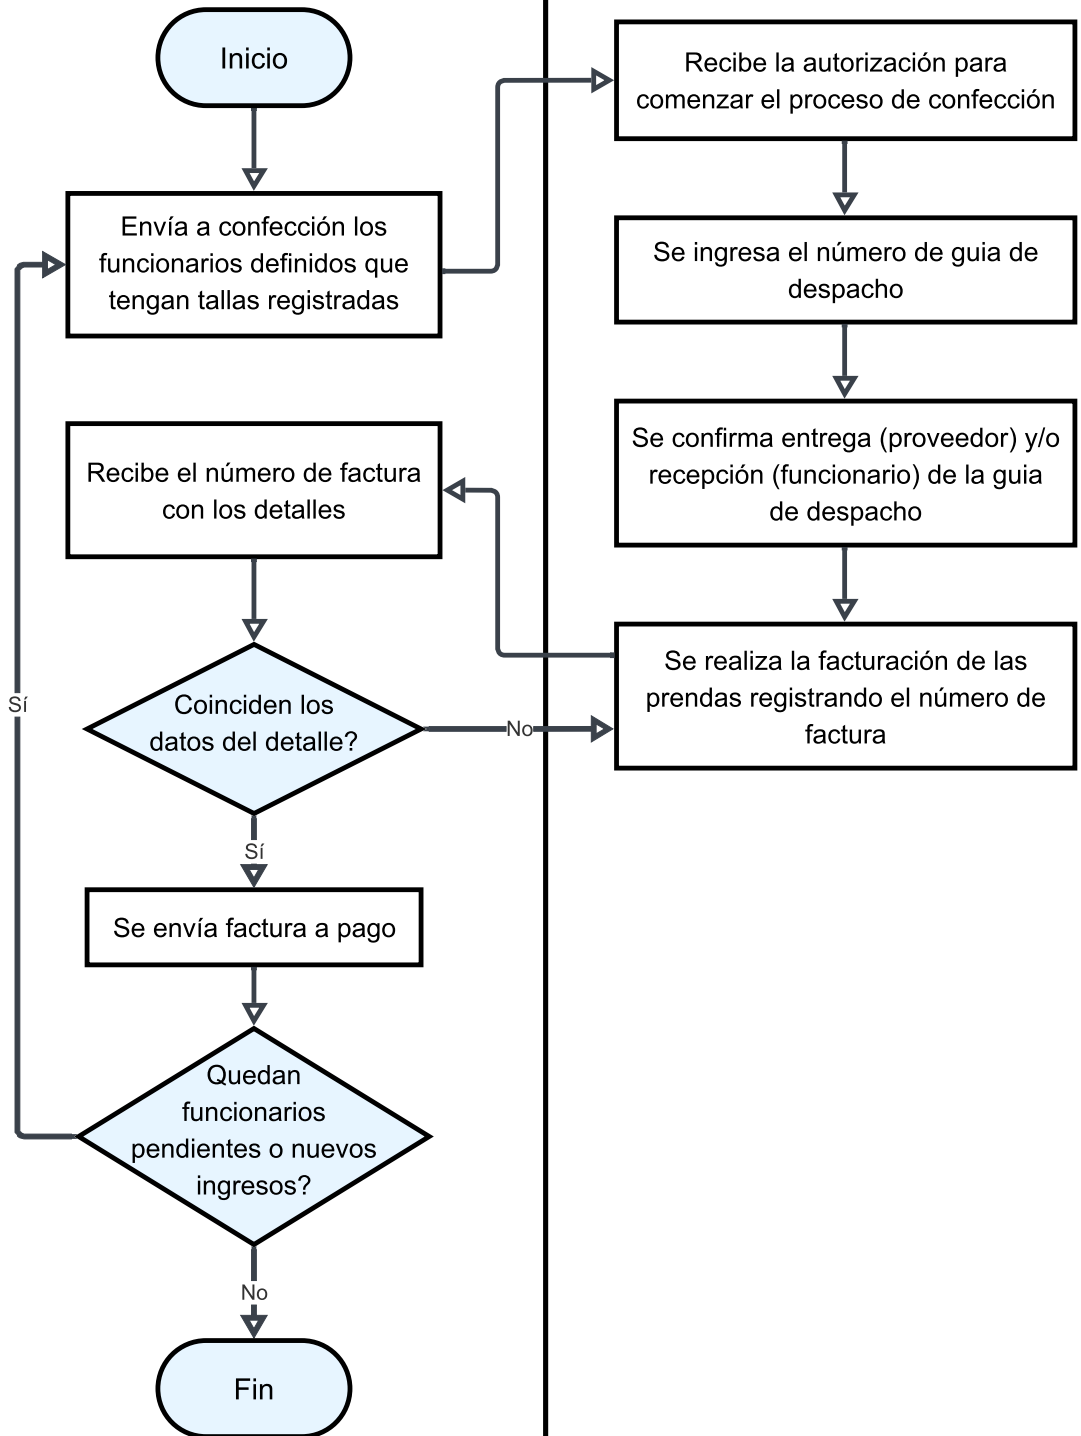 Inicio
Envía a confección los
funcionarios definidos que
tengan tallas registradas
Recibe la autorización para
comenzar el proceso de confección
Se ingresa el número de guia de
despacho
Se confirma entrega (proveedor) y/o
recepción (funcionario) de la guia
de despacho
Se realiza la facturación de las
prendas registrando el número de
factura
Recibe el número de factura
con los detalles
Coinciden los
datos del detalle?
No
Sí
Se envía factura a pago
Quedan
funcionarios
pendientes o nuevos
ingresos?
Sí
No
Fin